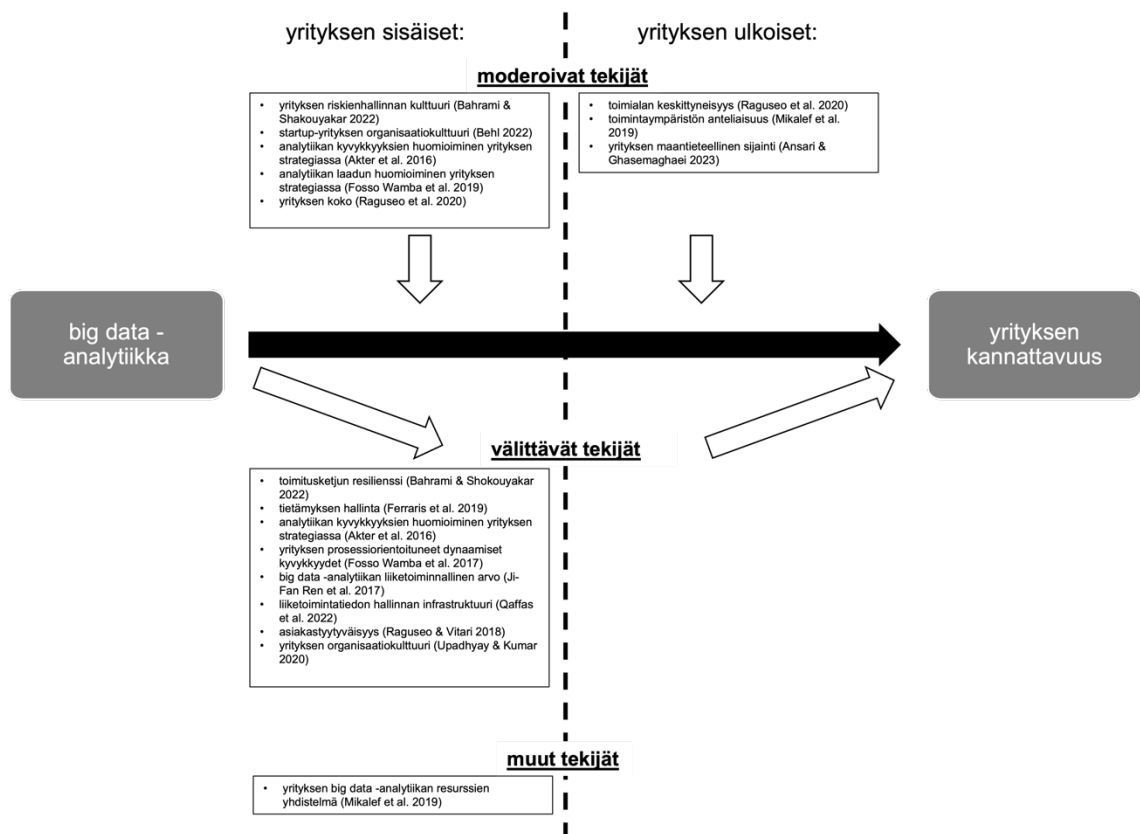 yrityksen sisäiset:
yrityksen ulkoiset:
moderoivat tekijät
• yrityksen riskienhallinnan kulttuuri (Bahrami &
Shakouyakar 2022)
• startup-yrityksen organisaatiokulttuuri (Behl 2022)
• analytiikan kyvykkyyksien huomioiminen yrityksen
strategiassa (Akter et al. 2016)
• analytiikan laadun huomioiminen yrityksen
strategiassa (Fosso Wamba et al. 2019)
• yrityksen koko (Raguseo et al. 2020)
• toimialan keskittyneisyys (Raguseo et al. 2020)
• toimintaympäristön anteliaisuus (Mikalef et al.
2019)
• yrityksen maantieteellinen sijainti (Ansari &
Ghasemaghaei 2023)
big data -
analytiikka
yrityksen
kannattavuus
välittävät tekijät
• toimitusketjun resilienssi (Bahrami & Shokouyakar
2022)
• tietämyksen hallinta (Ferraris et al. 2019)
• analytiikan kyvykkyyksien huomioiminen yrityksen
strategiassa (Akter et al. 2016)
• yrityksen prosessiorientoituneet dynaamiset
kyvykkyydet (Fosso Wamba et al. 2017)
• big data -analytiikan liiketoiminnallinen arvo (Ji-
Fan Ren et al. 2017)
• liiketoimintatiedon hallinnan infrastruktuuri (Qaffas
et al. 2022)
• asiakastyytyväisyys (Raguseo & Vitari 2018)
• yrityksen organisaatiokulttuuri (Upadhyay & Kumar
2020)
muut tekijät
• yrityksen big data -analytiikan resurssien
yhdistelmä (Mikalef et al. 2019)